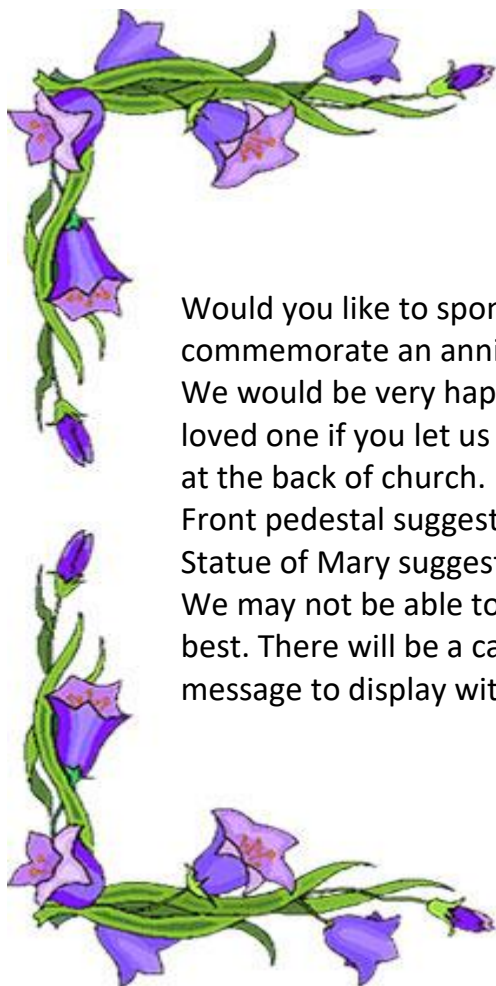 Would you like to spon
commemorate an anni
We would be very hap
loved one if you let us
at the back of church.
Front pedestal suggest
Statue of Mary suggest
We may not be able to
best. There will be a ca
message to display wit